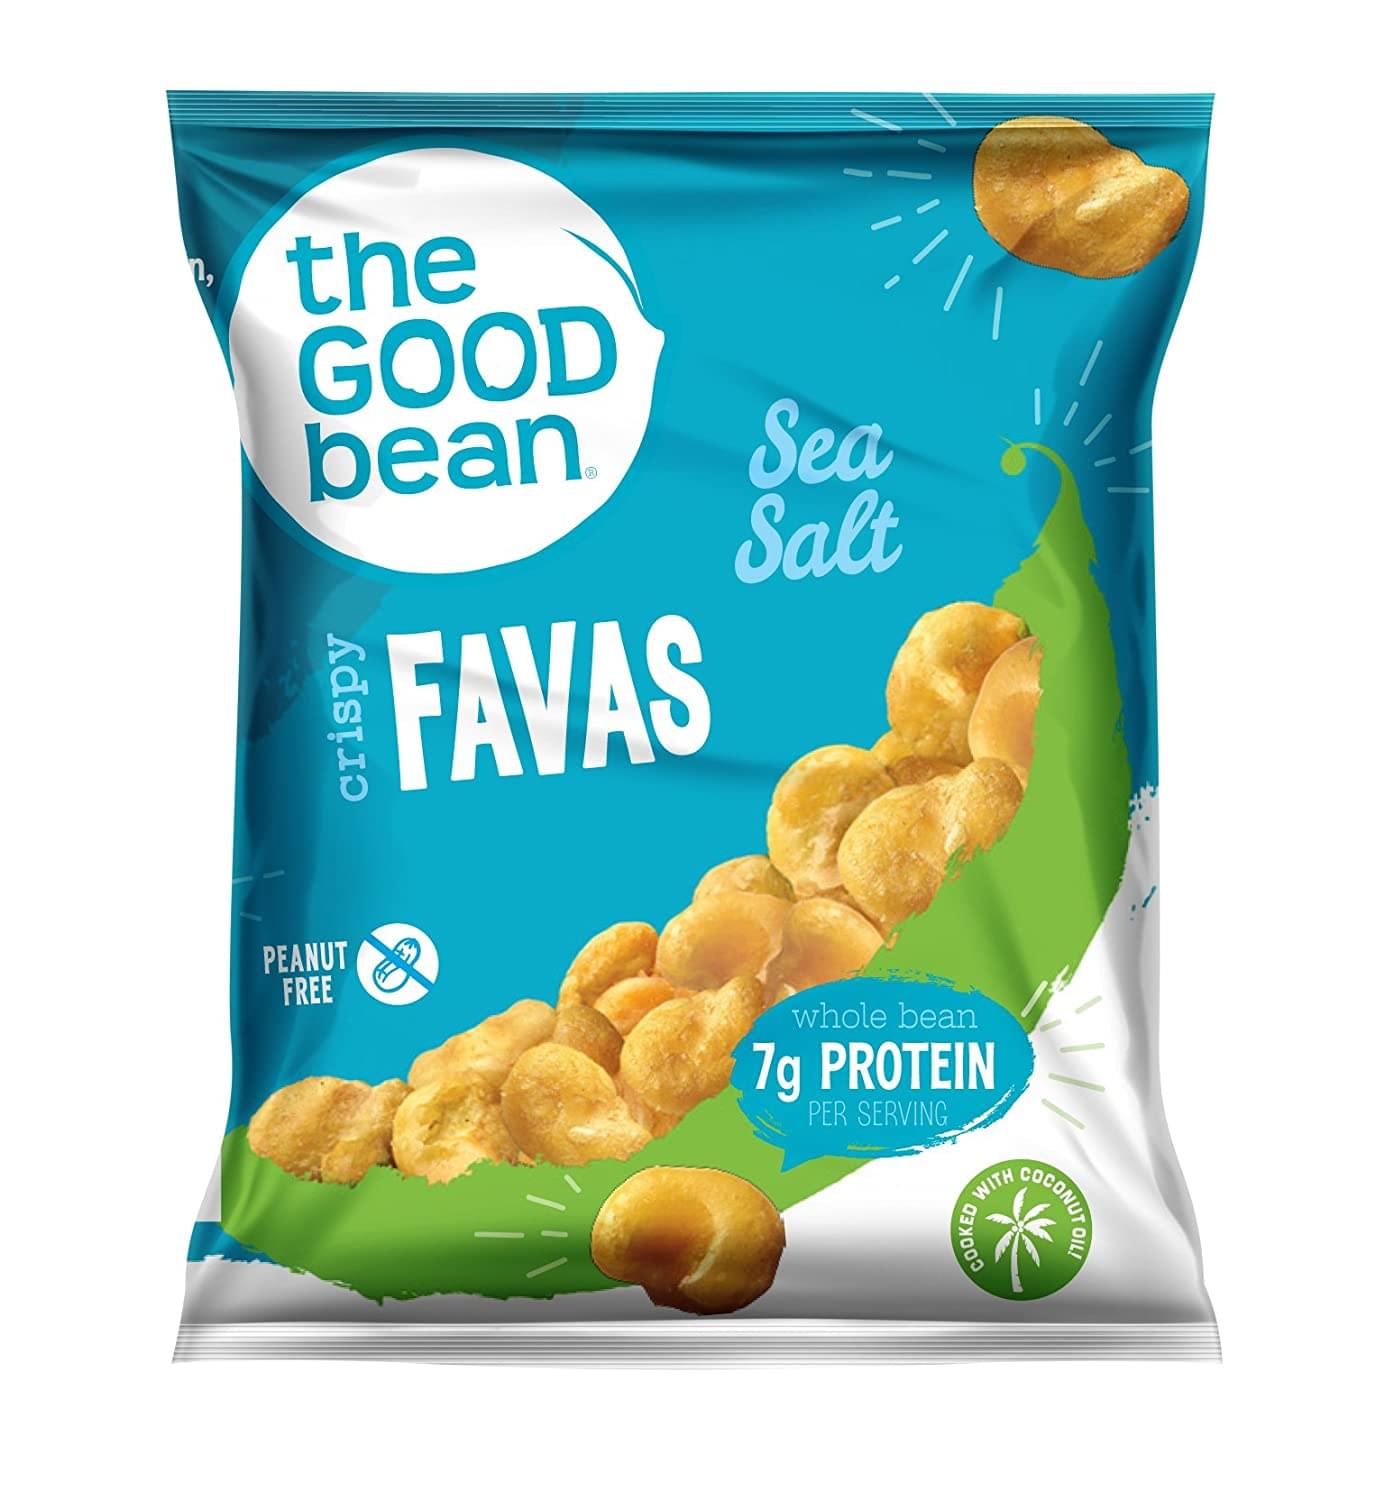 the
GOOD
bean®
Sea
Salt
crispy
FAVAS
PEANUT
FREE
whole bean
7g PROTEIN
PER SERVING
COOKED WITH COCONUT OIL!